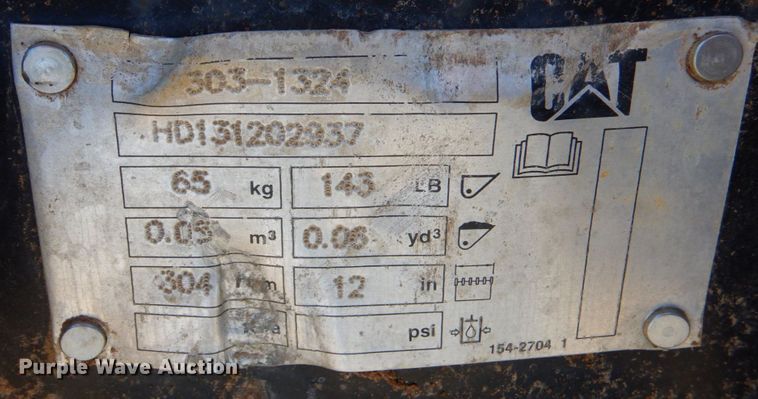 303-1324
CAT
HD131202937
65 kg 143 LB
0.05 m³ 0.06 yd³
304 mm 12 in
psi
154-2704 1
Purple Wave Auction